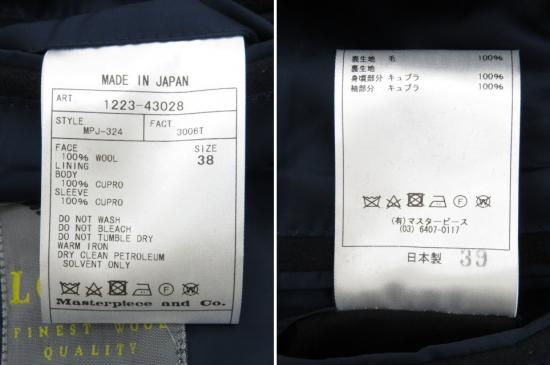 MADE IN JAPAN
ART 1223-43028
STYLE FACT
MPJ-324 3006T
FACE SIZE
100% WOOL 38
LINING
BODY
100% CUPRO
SLEEVE
100% CUPRO
DO NOT WASH
DO NOT BLEACH
DO NOT TUMBLE DRY
WARM IRON
DRY CLEAN PETROLEUM
SOLVENT ONLY
Masterpiece and Co.
FINEST WOOL
QUALITY
表生地 毛 100%
裏生地
身頃部分 キュプラ 100%
袖部分 キュプラ 100%
(有)マスターピース
(03) 6407-0117
日本製 39